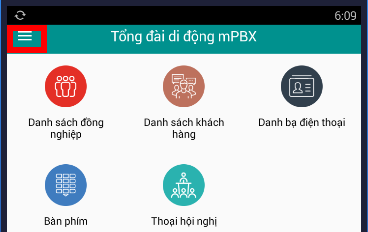 6:09
Tổng đài di động mPBX
Danh sách đồng
nghiệp
Danh sách khách
hàng
Danh bạ điện thoại
Bàn phím
Thoại hội nghị